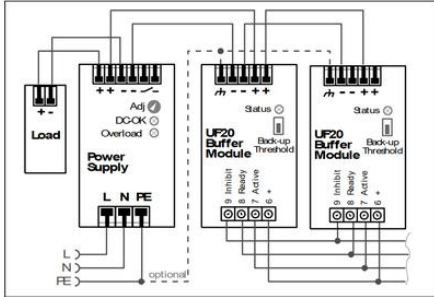 ++ -- 
-- ++
-- ++
+ -
Load
Adj
DC-OK
Overload
Power
Supply
L N PE
Status
UF20
Buffer
Module
Back-up
Threshold
9 Inhibit
8 Ready
7 Active
6 +
Status
UF20
Buffer
Module
Back-up
Threshold
9 Inhibit
8 Ready
7 Active
6 +
L
N
PE
optional